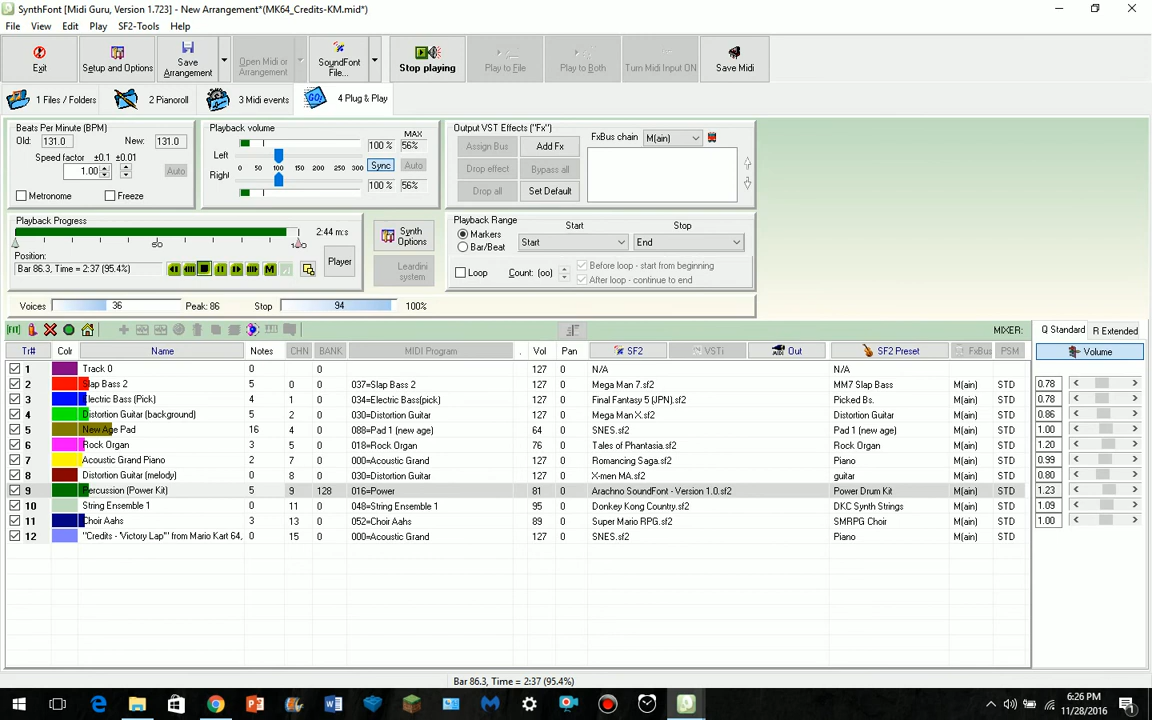 SynthFont [Midi Guru, Version 1.723] - New Arrangement*(MK64_Credits-KM.mid*)
File View Edit Play SF2-Tools Help
Exit
Setup and Options
Save Arrangement
Open Midi or Arrangement
SoundFont File...
Stop playing
Play to File
Play to Both
Turn Midi Input ON
Save Midi
1 Files / Folders
2 Pianoroll
3 Midi events
GO!
4 Plug & Play
Beats Per Minute (BPM)
Old: 131.0 New: 131.0
Speed factor ±0.1 ±0.01
1.00 Auto
Metronome Freeze
Playback volume MAX
Left 100 % 56%
0 50 100 150 200 250 300 Sync Auto
Right 100 % 56%
Output VST Effects ("Fx") FxBus chain M(ain)
Assign Bus Add Fx
Drop effect Bypass all
Drop all Set Default
Playback Progress
2:44 m:s
50 100
Position:
Bar 86.3, Time = 2:37 (95.4%)
M
Player
Synth Options
Leardini system
Playback Range Start Stop
Markers Start End
Bar/Beat
Loop Count: (oo) Before loop - start from beginning
After loop - continue to end
Voices 36 Peak: 86 Stop 94 100%
MIXER: Q Standard R Extended
Tr# Colr Name Notes CHN BANK MIDI Program . Vol Pan SF2 VSTi Out SF2 Preset FxBus PSM Volume
1 Track 0 0 0 127 0 N/A N/A
2 Slap Bass 2 5 0 0 037=Slap Bass 2 127 0 Mega Man 7.sf2 MM7 Slap Bass M(ain) STD 0.78
3 Electric Bass (Pick) 4 1 0 034=Electric Bass(pick) 127 0 Final Fantasy 5 (JPN).sf2 Picked Bs. M(ain) STD 0.78
4 Distortion Guitar (background) 5 2 0 030=Distortion Guitar 127 0 Mega Man X.sf2 Distortion Guitar M(ain) STD 0.86
5 New Age Pad 16 4 0 088=Pad 1 (new age) 64 0 SNES.sf2 Pad 1 (new age) M(ain) STD 1.00
6 Rock Organ 3 5 0 018=Rock Organ 76 0 Tales of Phantasia.sf2 Rock Organ M(ain) STD 1.20
7 Acoustic Grand Piano 2 7 0 000=Acoustic Grand 127 0 Romancing Saga.sf2 Piano M(ain) STD 0.99
8 Distortion Guitar (melody) 0 8 0 030=Distortion Guitar 127 0 X-men MA.sf2 guitar M(ain) STD 0.80
9 Percussion (Power Kit) 5 9 128 016=Power 81 0 Arachno SoundFont - Version 1.0.sf2 Power Drum Kit M(ain) STD 1.23
10 String Ensemble 1 0 11 0 048=String Ensemble 1 95 0 Donkey Kong Country.sf2 DKC Synth Strings M(ain) STD 1.09
11 Choir Aahs 3 13 0 052=Choir Aahs 89 0 Super Mario RPG.sf2 SMRPG Choir M(ain) STD 1.00
12 "Credits - 'Victory Lap'" from Mario Kart 64, 0 15 0 000=Acoustic Grand 127 0 SNES.sf2 Piano M(ain) STD
Bar 86.3, Time = 2:37 (95.4%)
6:26 PM
11/28/2016